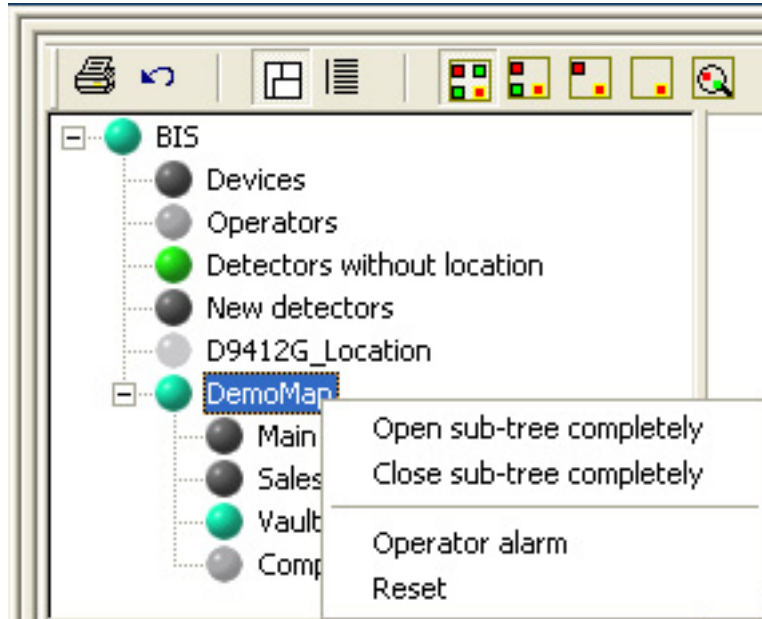 BIS
Devices
Operators
Detectors without location
New detectors
D9412G_Location
DemoMap
Main
Open sub-tree completely
Sales
Close sub-tree completely
Vault
Operator alarm
Reset